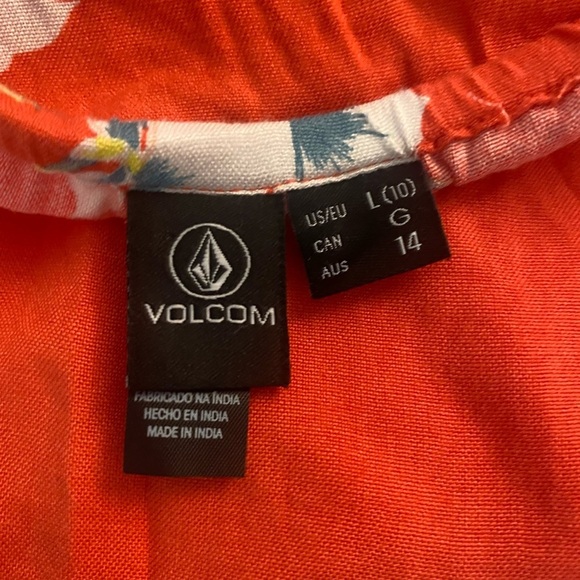 VOLCOM
US/EU L (10)
CAN G
AUS 14
FABRICADO NA ÍNDIA
HECHO EN INDIA
MADE IN INDIA